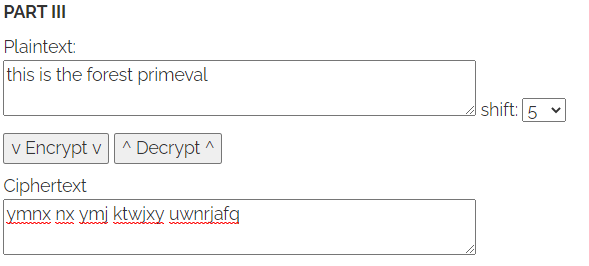 PART III
Plaintext:
this is the forest primeval
shift: 5
v Encrypt v ^ Decrypt ^
Ciphertext
ymnx nx ymj ktwjxy uwnrjafq